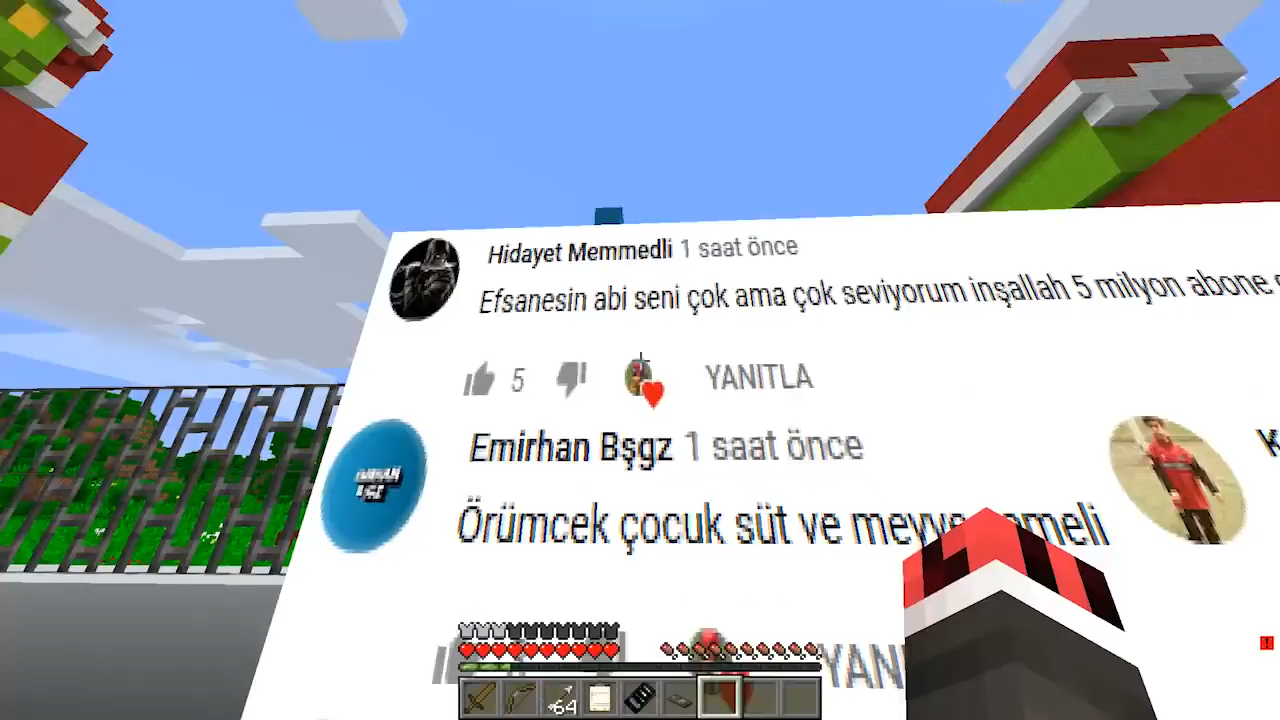 Hidayet Memmedli 1 saat önce
Efsanesin abi seni çok ama çok seviyorum inşallah 5 milyon abone
5 YANITLA
Emirhan Bşgz 1 saat önce
Örümcek çocuk süt ve
64